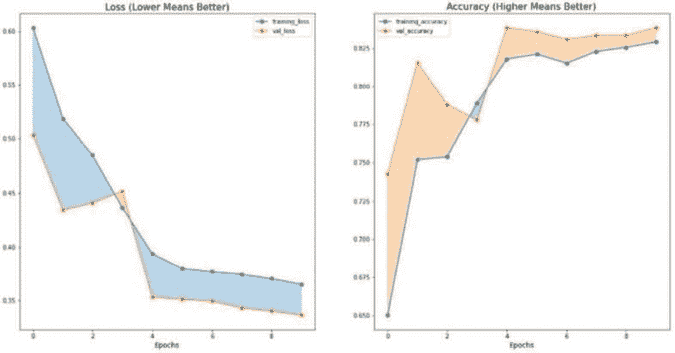 Loss (Lower Means Better)
training_loss
val_loss
0.60
0.55
0.50
0.45
0.40
0.35
0 2 4 6 8
Epochs
Accuracy (Higher Means Better)
training_accuracy
val_accuracy
0.825
0.800
0.775
0.750
0.725
0.700
0.675
0.650
0 2 4 6 8
Epochs